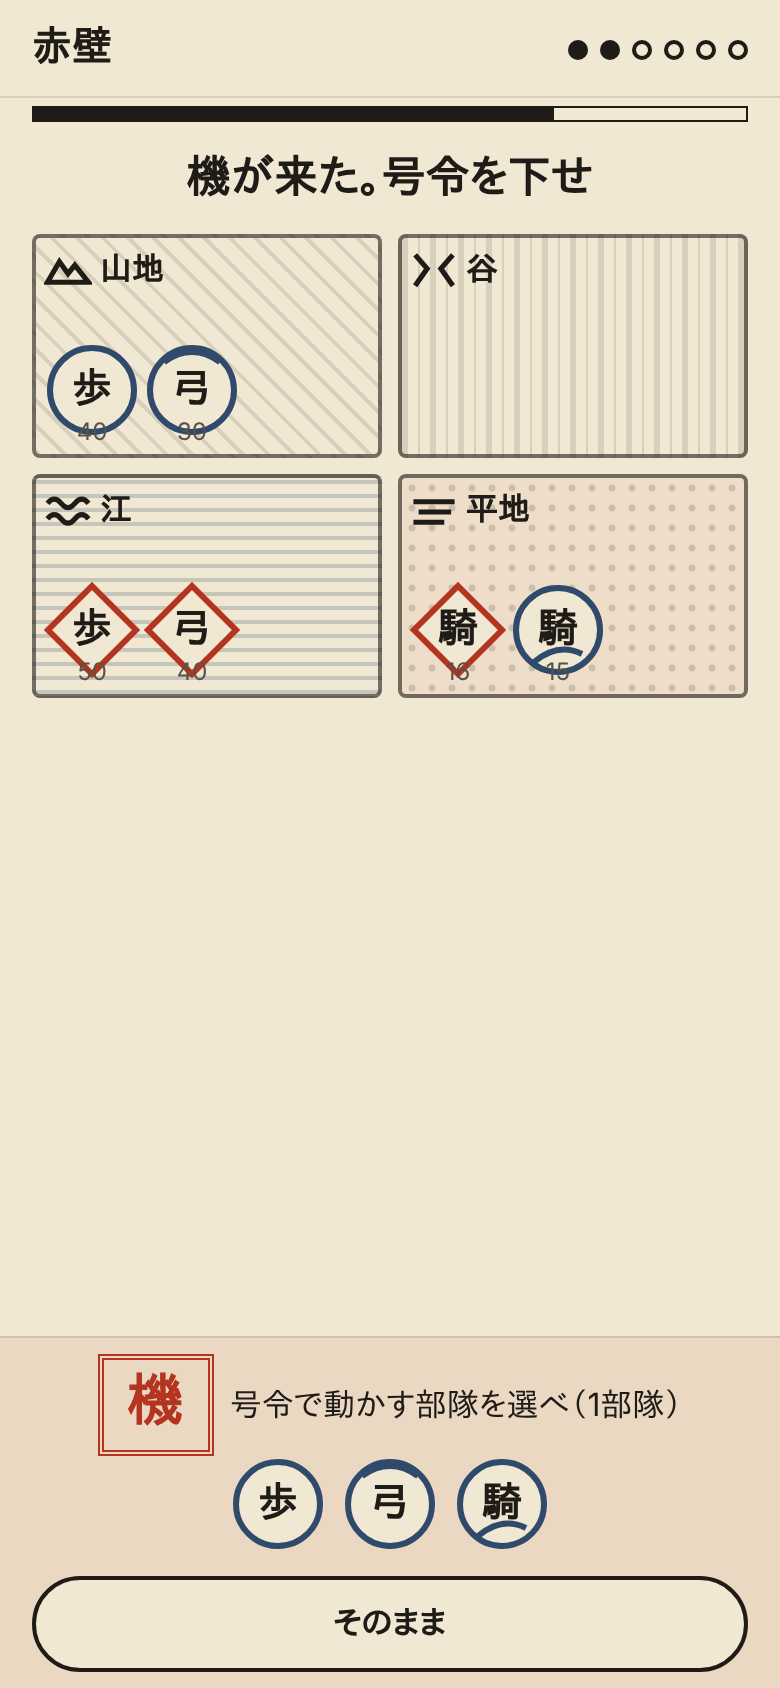 赤壁
機が来た。号令を下せ
山地
歩 弓
40 30
谷
江
歩 弓
50 40
平地
騎 騎
16 15
機
号令で動かす部隊を選べ（1部隊）
歩 弓 騎
そのまま